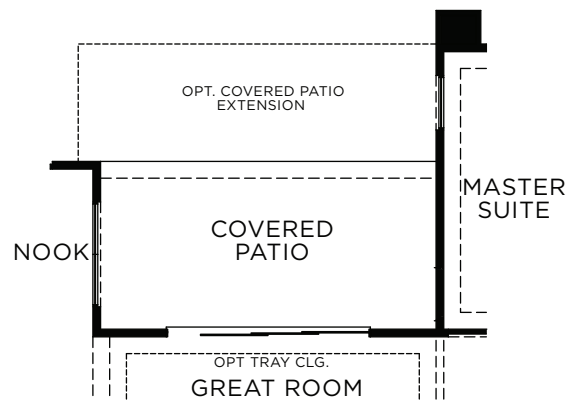 OPT. COVERED PATIO
EXTENSION
MASTER
SUITE
COVERED
PATIO
NOOK
OPT TRAY CLG.
GREAT ROOM